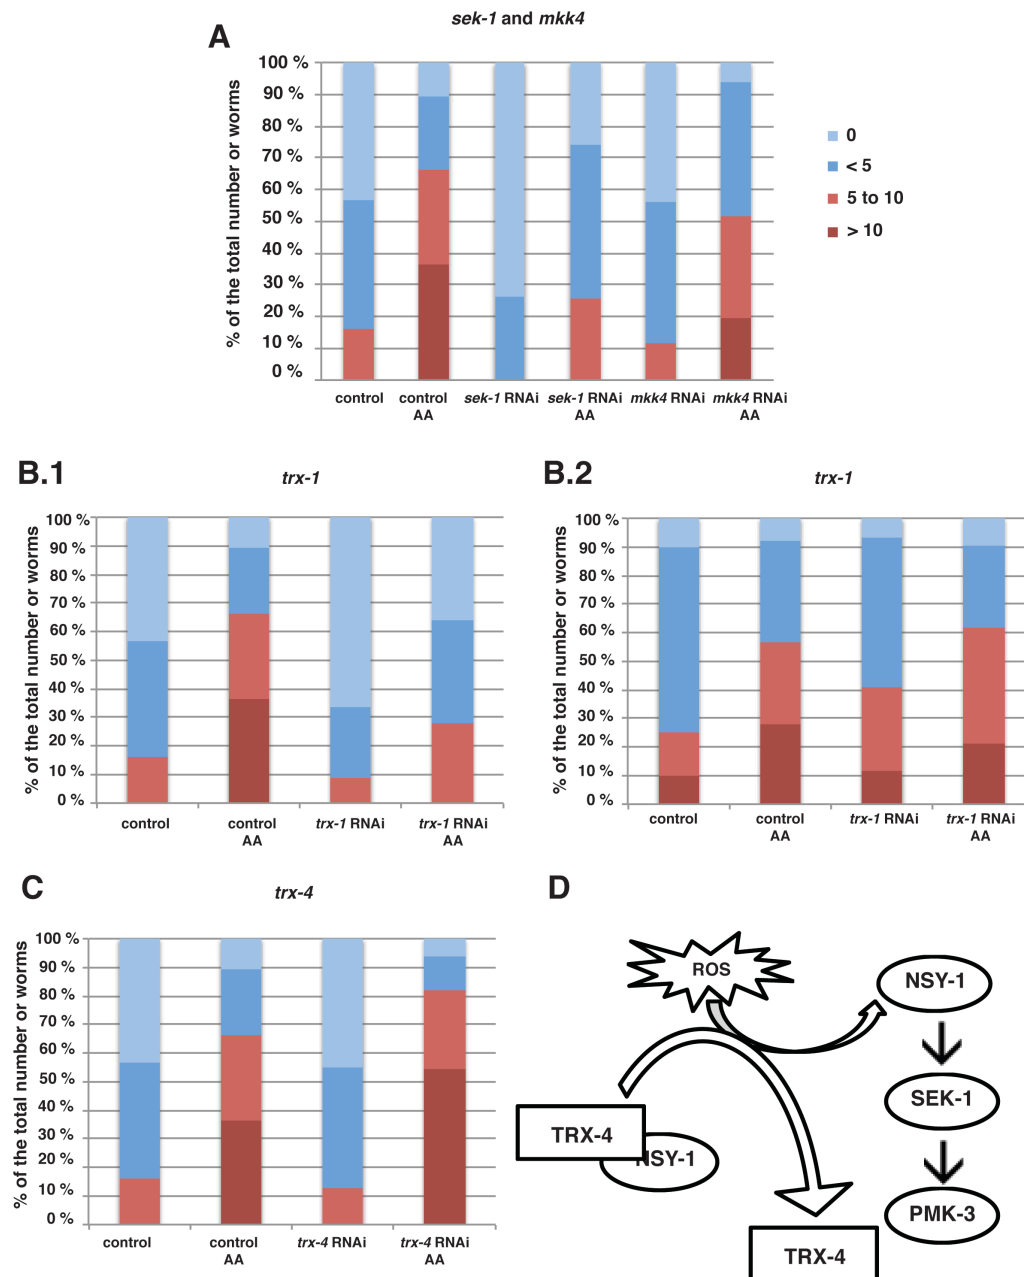 sek-1 and mkk4
A
% of the total number or worms
100 %
90 %
80 %
70 %
60 %
50 %
40 %
30 %
20 %
10 %
0 %
control
control AA
sek-1 RNAi
sek-1 RNAi AA
mkk4 RNAi
mkk4 RNAi AA
0
< 5
5 to 10
> 10
B.1
trx-1
% of the total number or worms
100 %
90 %
80 %
70 %
60 %
50 %
40 %
30 %
20 %
10 %
0 %
control
control AA
trx-1 RNAi
trx-1 RNAi AA
B.2
trx-1
% of the total number or worms
100 %
90 %
80 %
70 %
60 %
50 %
40 %
30 %
20 %
10 %
0 %
control
control AA
trx-1 RNAi
trx-1 RNAi AA
C
trx-4
% of the total number or worms
100 %
90 %
80 %
70 %
60 %
50 %
40 %
30 %
20 %
10 %
0 %
control
control AA
trx-4 RNAi
trx-4 RNAi AA
D
ROS
NSY-1
SEK-1
PMK-3
TRX-4
NSY-1
TRX-4